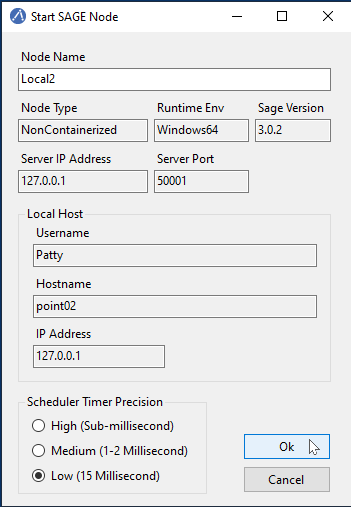 Start SAGE Node
Node Name
Local2
Node Type Runtime Env Sage Version
NonContainerized Windows64 3.0.2
Server IP Address Server Port
127.0.0.1 50001
Local Host
Username
Patty
Hostname
point02
IP Address
127.0.0.1
Scheduler Timer Precision
High (Sub-millisecond)
Medium (1-2 Millisecond)
Low (15 Millisecond)
Ok
Cancel